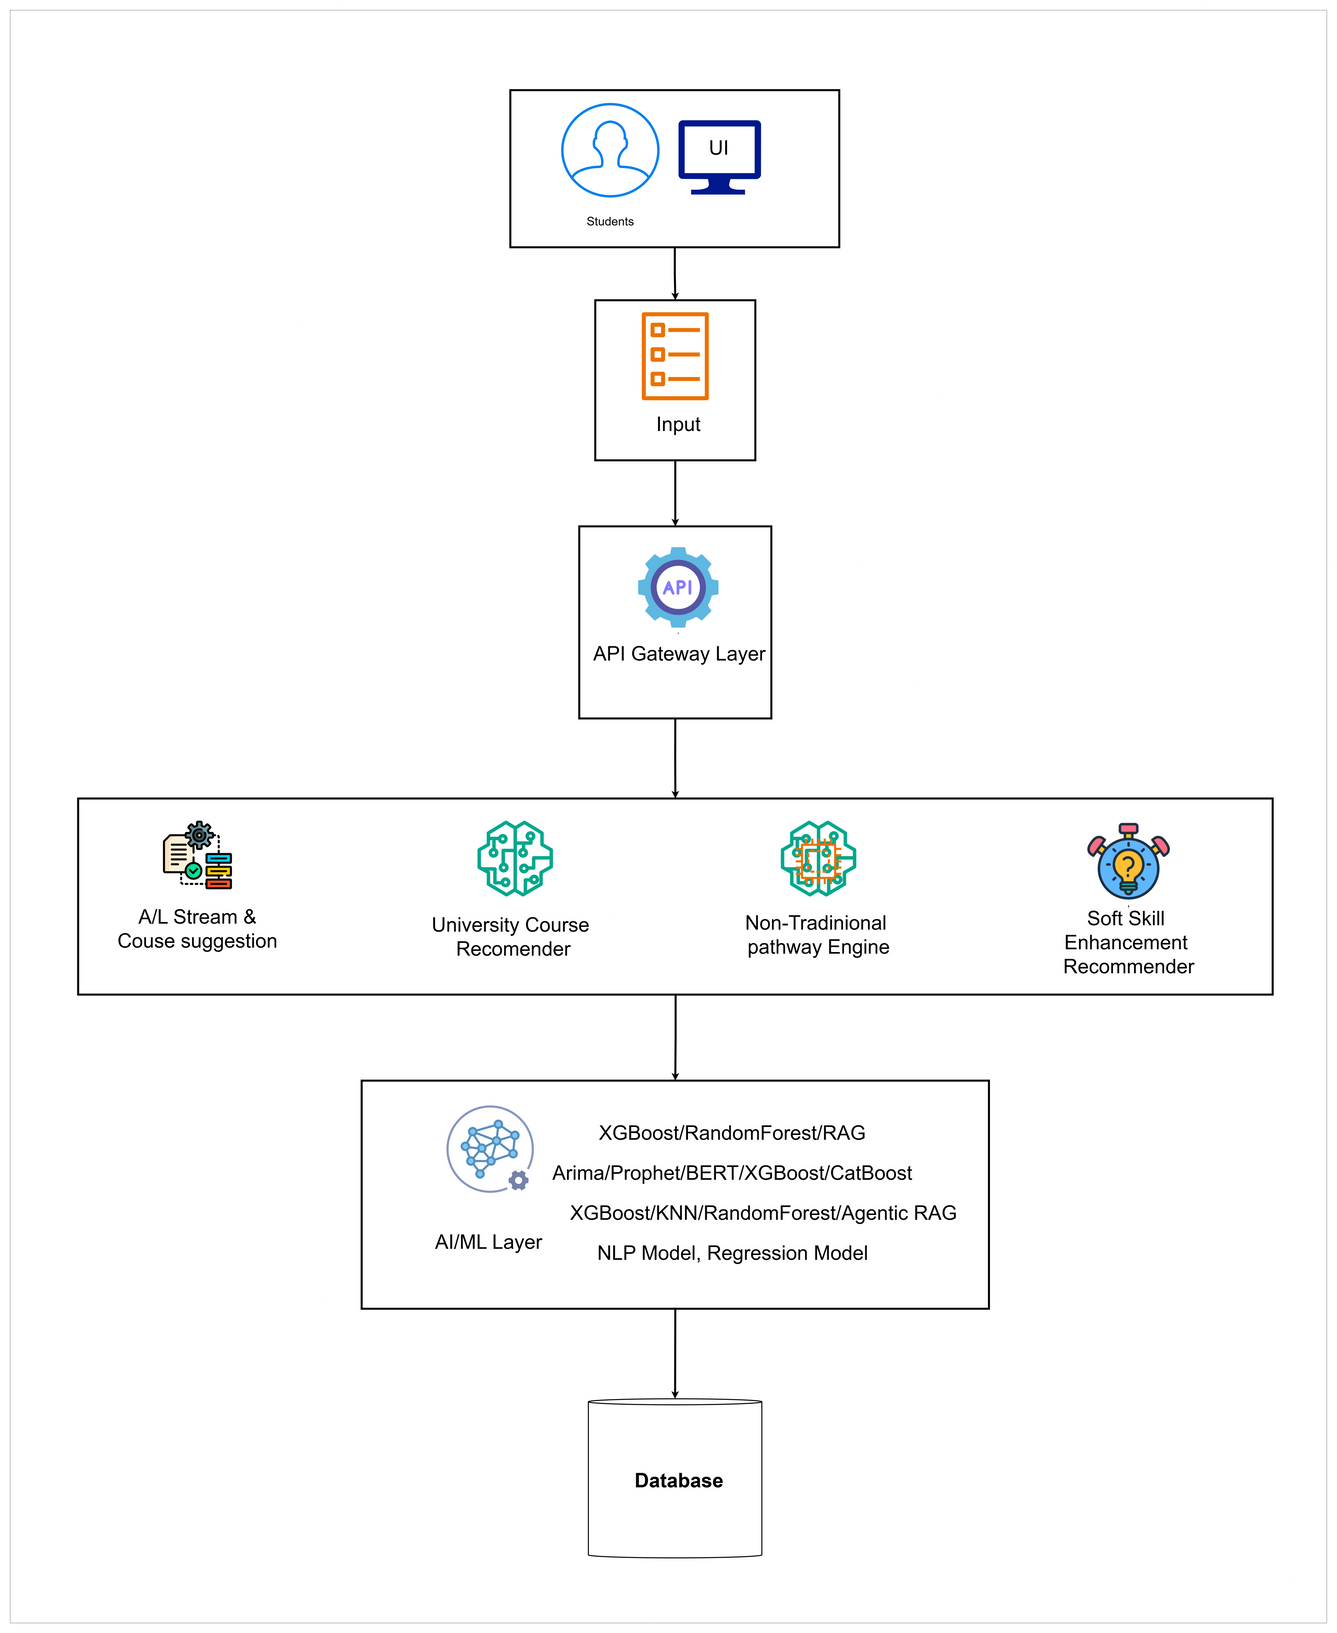 UI
Students
Input
API
API Gateway Layer
A/L Stream &
Couse suggestion
University Course
Recomender
Non-Tradinional
pathway Engine
Soft Skill
Enhancement
Recommender
XGBoost/RandomForest/RAG
Arima/Prophet/BERT/XGBoost/CatBoost
XGBoost/KNN/RandomForest/Agentic RAG
AI/ML Layer
NLP Model, Regression Model
Database